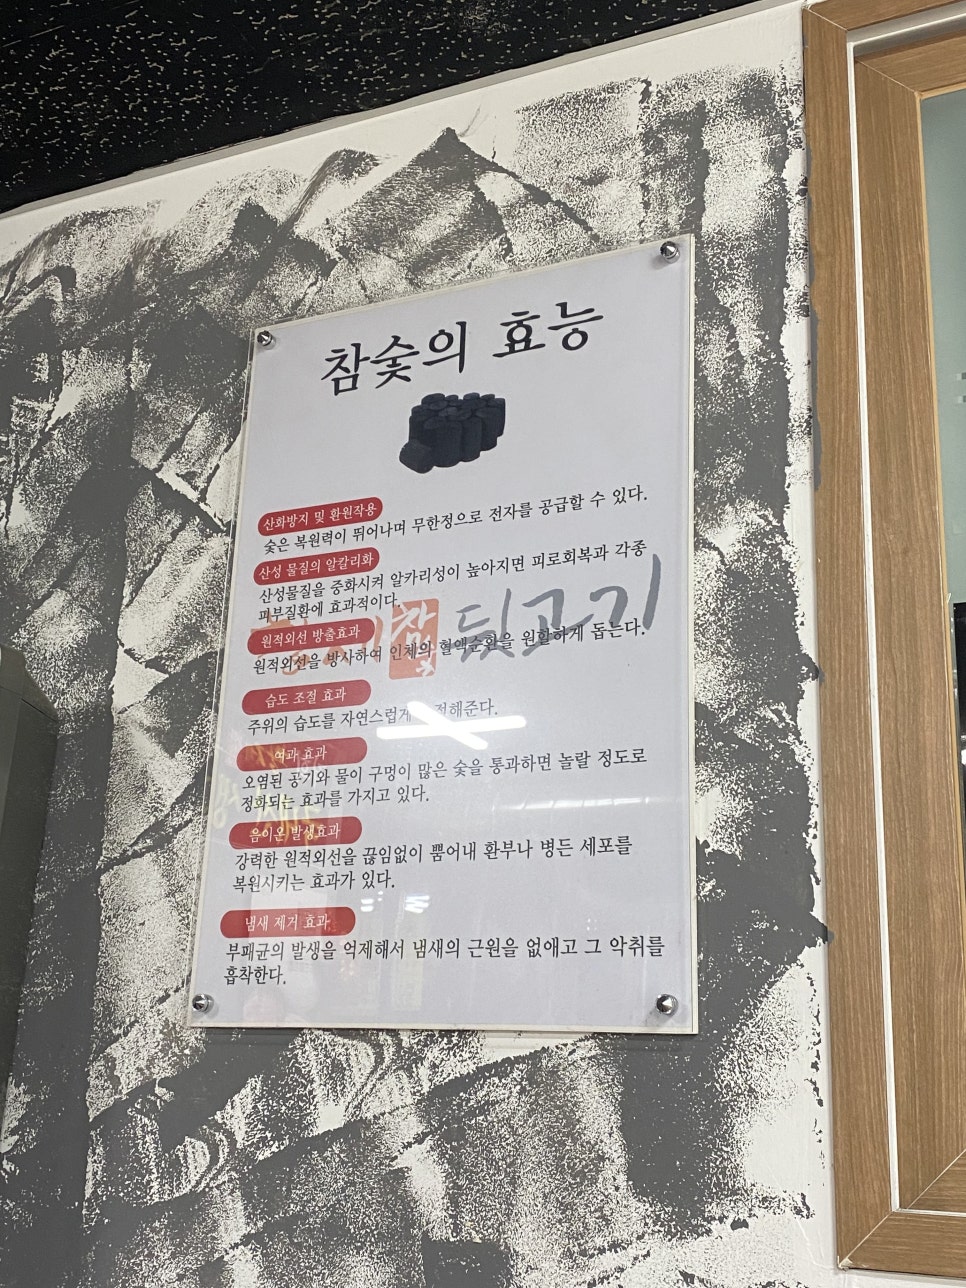 참숯의 효능
산화방지 및 환원작용
숯은 복원력이 뛰어나며 무한정으로 전자를 공급할 수 있다.
산성 물질의 알칼리화
산성물질을 중화시켜 알카리성이 높아지면 피로회복과 각종
피부질환에 효과적이다.
참 뒷고기
원적외선 방출효과
원적외선을 방사하여 인체의 혈액순환을 원활하게 돕는다.
습도 조절 효과
주위의 습도를 자연스럽게
여과 효과
오염된 공기와 물이 구멍이 많은 숯을 통과하면 놀랄 정도로
정화되는 효과를 가지고 있다.
음이온 발생효과
강력한 원적외선을 끊임없이 뿜어내 환부나 병든 세포를
복원시키는 효과가 있다.
냄새 제거 효과
부패균의 발생을 억제해서 냄새의 근원을 없애고 그 악취를
흡착한다.